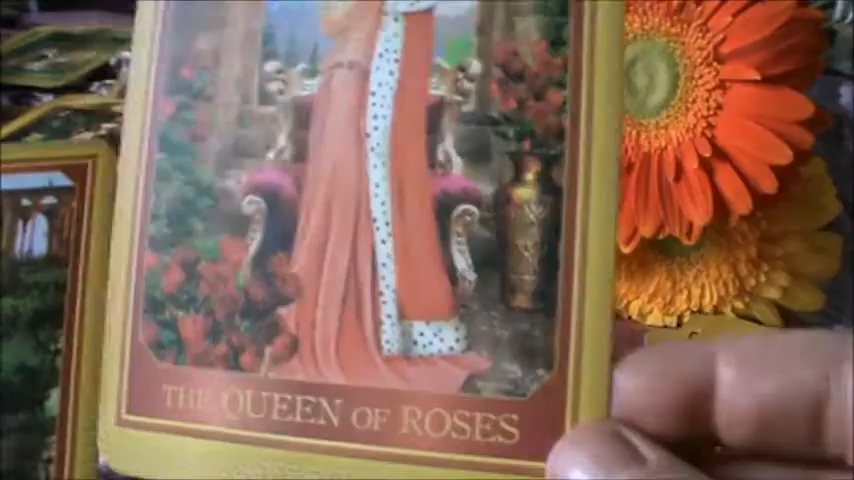 THE QUEEN OF ROSES